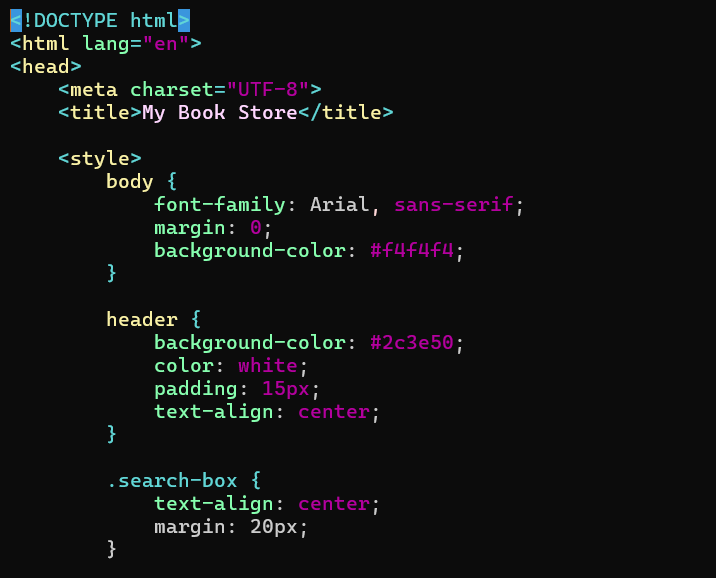 <!DOCTYPE html>
<html lang="en">
<head>
    <meta charset="UTF-8">
    <title>My Book Store</title>

    <style>
        body {
            font-family: Arial, sans-serif;
            margin: 0;
            background-color: #f4f4f4;
        }

        header {
            background-color: #2c3e50;
            color: white;
            padding: 15px;
            text-align: center;
        }

        .search-box {
            text-align: center;
            margin: 20px;
        }